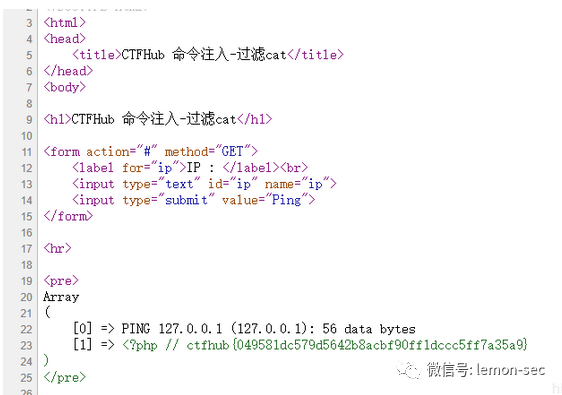 3 <html>
4 <head>
5 <title>CTFHub 命令注入-过滤cat</title>
6 </head>
7 <body>
8
9 <h1>CTFHub 命令注入-过滤cat</h1>
10
11 <form action="#" method="GET">
12 <label for="ip">IP : </label><br>
13 <input type="text" id="ip" name="ip">
14 <input type="submit" value="Ping">
15 </form>
16
17 <hr>
18
19 <pre>
20 Array
21 (
22 [0] => PING 127.0.0.1 (127.0.0.1): 56 data bytes
23 [1] => <?php // ctfhub{049581dc579d5642b8acbf90ff1dccc5ff7a35a9}
24 )
25 </pre>
26
微信号: lemon-sec